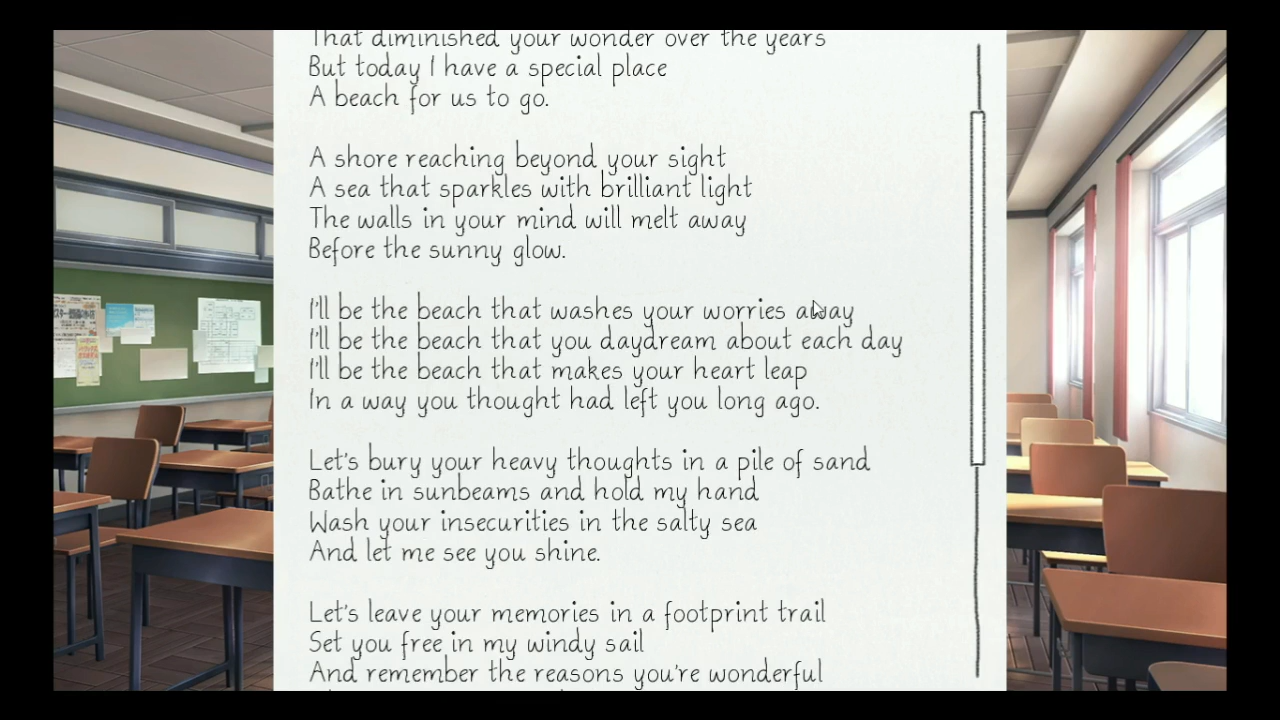 That diminished your wonder over the years
But today I have a special place
A beach for us to go.
A shore reaching beyond your sight
A sea that sparkles with brilliant light
The walls in your mind will melt away
Before the sunny glow.
I'll be the beach that washes your worries away
I'll be the beach that you daydream about each day
I'll be the beach that makes your heart leap
In a way you thought had left you long ago.
Let's bury your heavy thoughts in a pile of sand
Bathe in sunbeams and hold my hand
Wash your insecurities in the salty sea
And let me see you shine.
Let's leave your memories in a footprint trail
Set you free in my windy sail
And remember the reasons you're wonderful